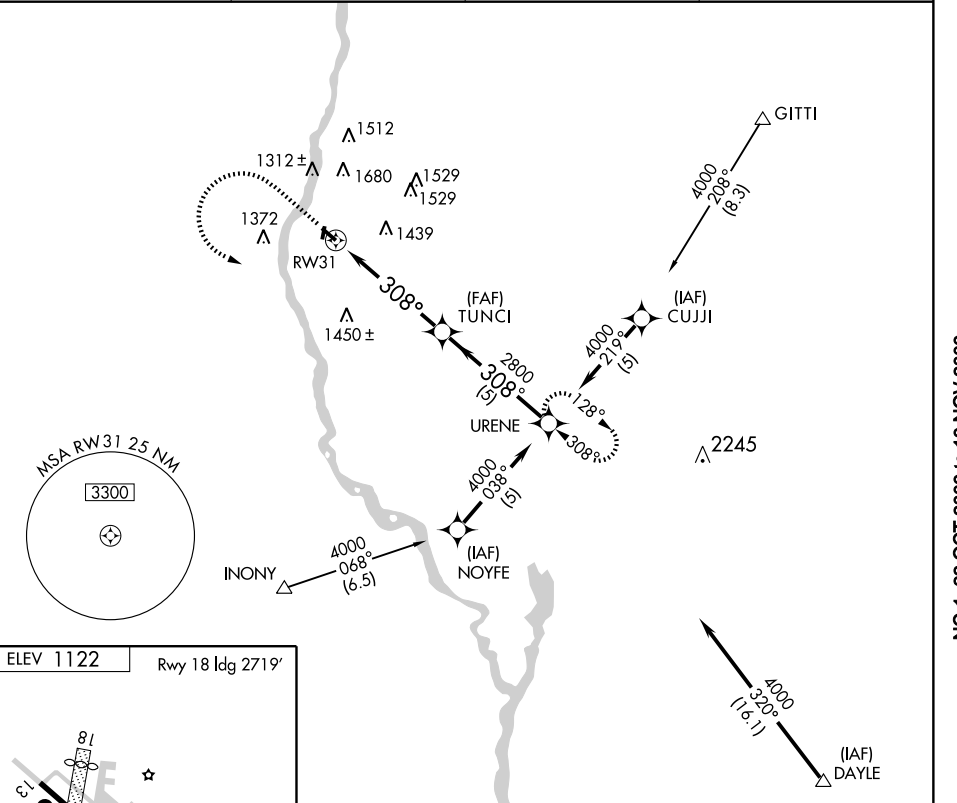 GITTI
4000
208°
(8.3)
1512
1312 ±
1680
1529
1529
1372
1439
RW31
308°
(FAF)
TUNCI
1450 ±
(IAF)
CUJJI
4000
219°
(5)
2800
308°
(5)
URENE
128°
308°
2245
4000
038°
(5)
(IAF)
NOYFE
INONY
4000
068°
(6.5)
MSA RW31 25 NM
3300
4000
320°
(16.1)
(IAF)
DAYLE
ELEV 1122
Rwy 18 ldg 2719'
18
13